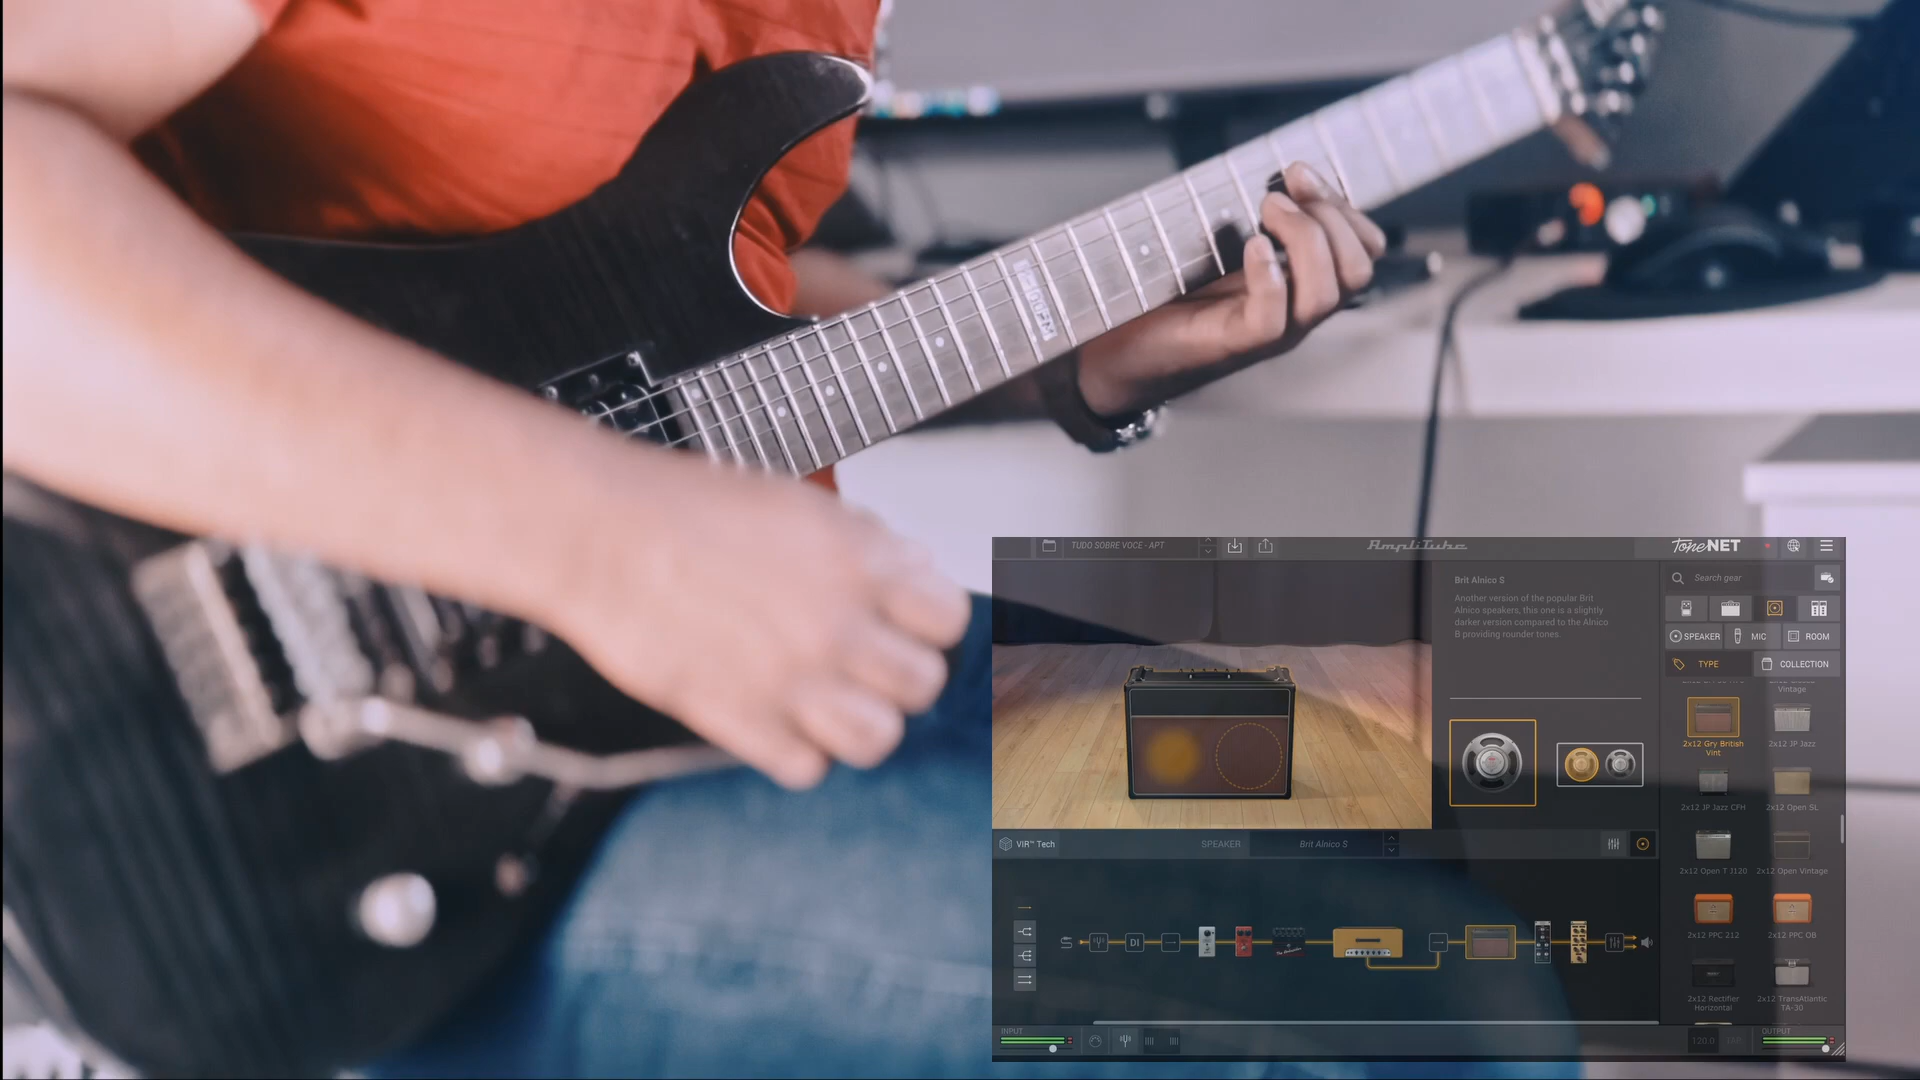 M-100FM
TUDO SOBRE VOCE - APT
AmpliTube
ToneNET
Brit Alnico S
Another version of the popular Brit
Alnico speakers, this one is a slightly
darker version compared to the Alnico
B providing rounder tones.
Search gear
SPEAKER
MIC
ROOM
TYPE
COLLECTION
Vintage
2x12 Gry British
Vint
2x12 JP Jazz
2x12 JP Jazz CFH
2x12 Open SL
2x12 Open T J120
2x12 Open Vintage
2x12 PPC 212
2x12 PPC OB
2x12 Rectifier
Horizontal
2x12 TransAtlantic
TA-30
VIR™ Tech
SPEAKER
Brit Alnico S
DI
INPUT
120.0
OUTPUT